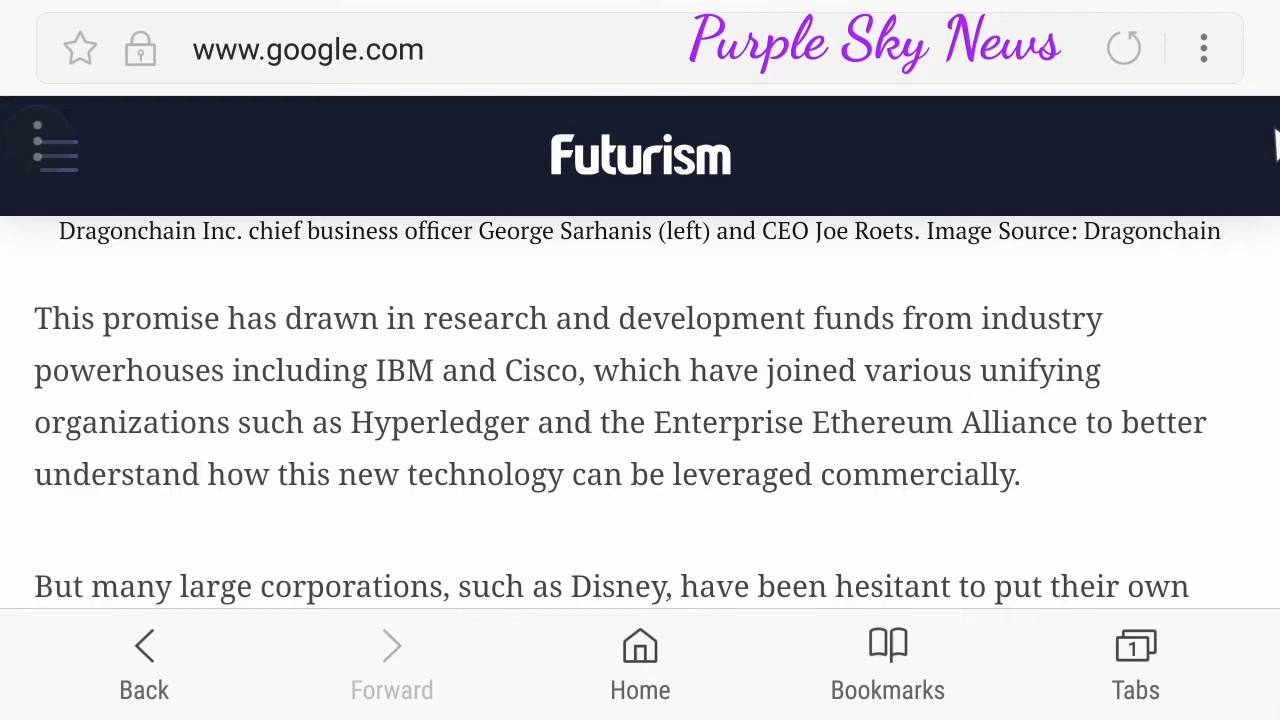 www.google.com
Purple Sky News
Futurism
Dragonchain Inc. chief business officer George Sarhanis (left) and CEO Joe Roets. Image Source: Dragonchain
This promise has drawn in research and development funds from industry
powerhouses including IBM and Cisco, which have joined various unifying
organizations such as Hyperledger and the Enterprise Ethereum Alliance to better
understand how this new technology can be leveraged commercially.
But many large corporations, such as Disney, have been hesitant to put their own
1
Back Forward Home Bookmarks Tabs